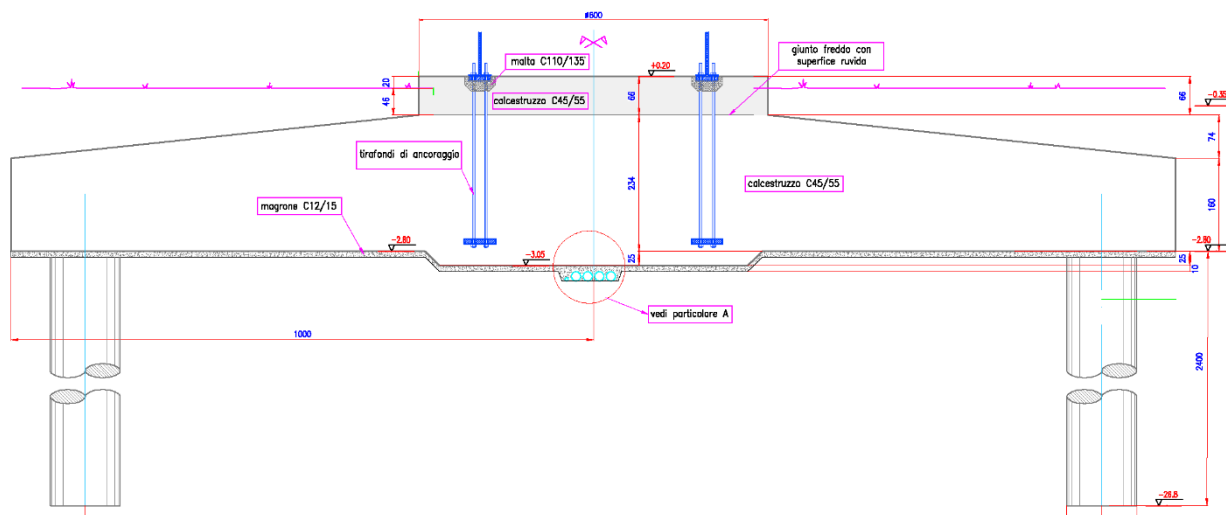 ø600
malta C110/135
giunto freddo con
superfice ruvida
+0.20
20
46
66
66
-0.35
calcestruzzo C45/55
74
tirafondi di ancoraggio
234
calcestruzzo C45/55
160
magrone C12/15
-2.80
-2.80
-3.05
25
25
10
vedi particolare A
1000
2400
-26.8